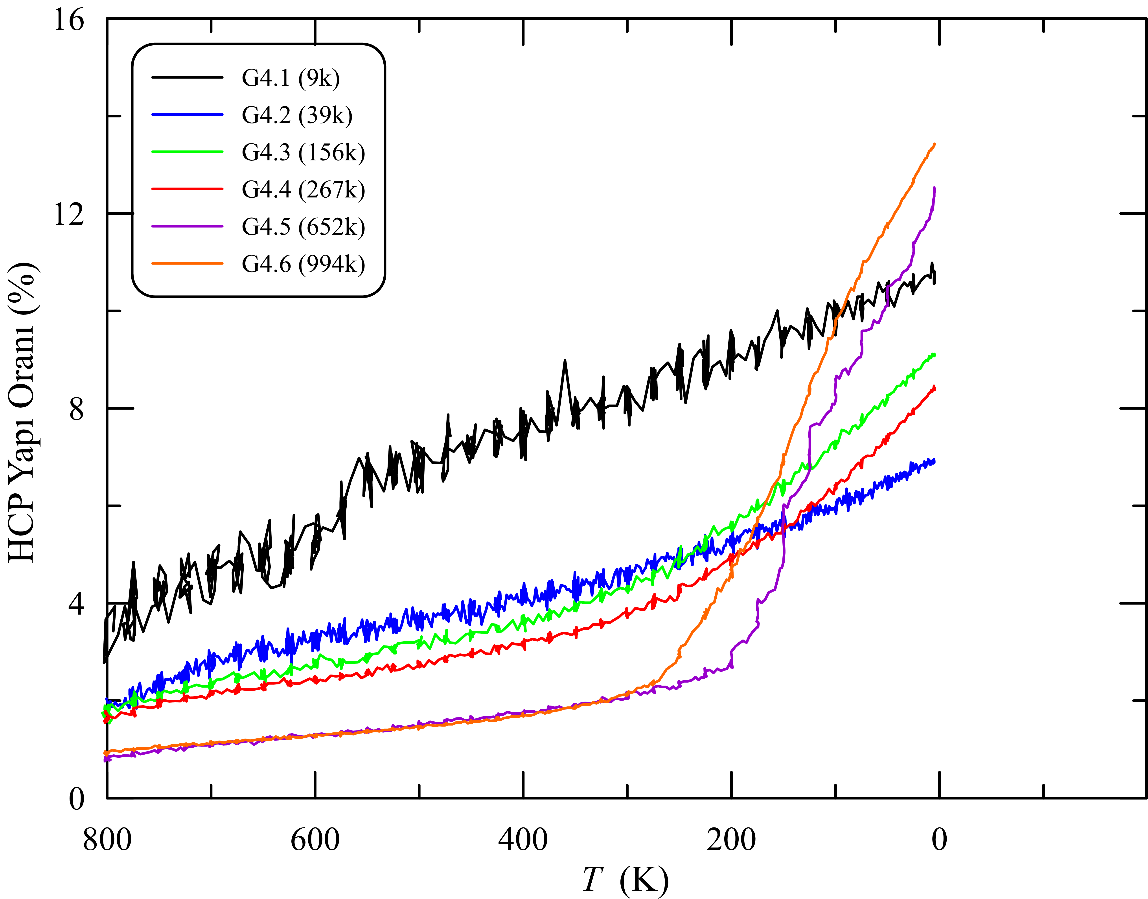 16
G4.1 (9k)
G4.2 (39k)
G4.3 (156k)
G4.4 (267k)
G4.5 (652k)
G4.6 (994k)
12
HCP Yapı Oranı (%)
8
4
0
800 600 400 200 0
T (K)